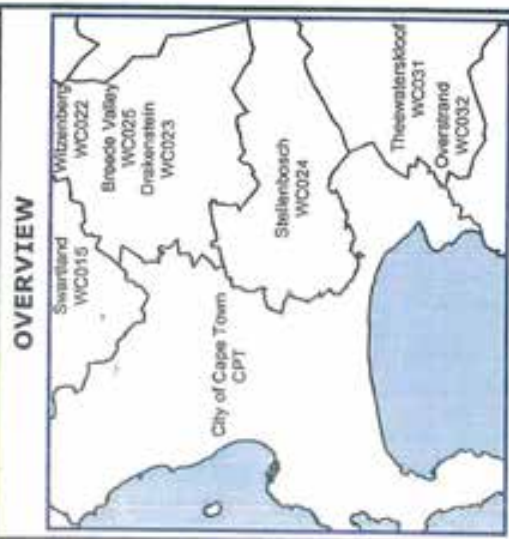 OVERVIEW
Swartland
WC015
Witzenberg
WC022
Breede Valley
WC025
Drakenstein
WC023
City of Cape Town
CPT
Stellenbosch
WC024
Theewaterskloof
WC031
Overstrand
WC032